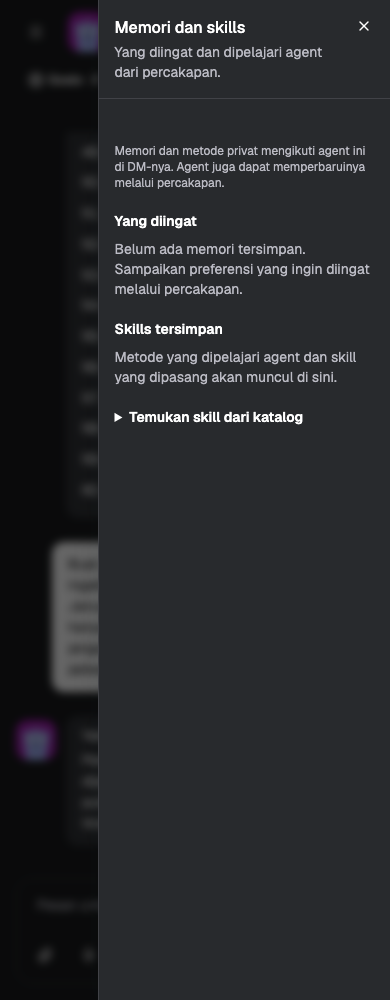 Memori dan skills
Yang diingat dan dipelajari agent
dari percakapan.
Memori dan metode privat mengikuti agent ini
di DM-nya. Agent juga dapat memperbaruinya
melalui percakapan.
Yang diingat
Belum ada memori tersimpan.
Sampaikan preferensi yang ingin diingat
melalui percakapan.
Skills tersimpan
Metode yang dipelajari agent dan skill
yang dipasang akan muncul di sini.
Temukan skill dari katalog